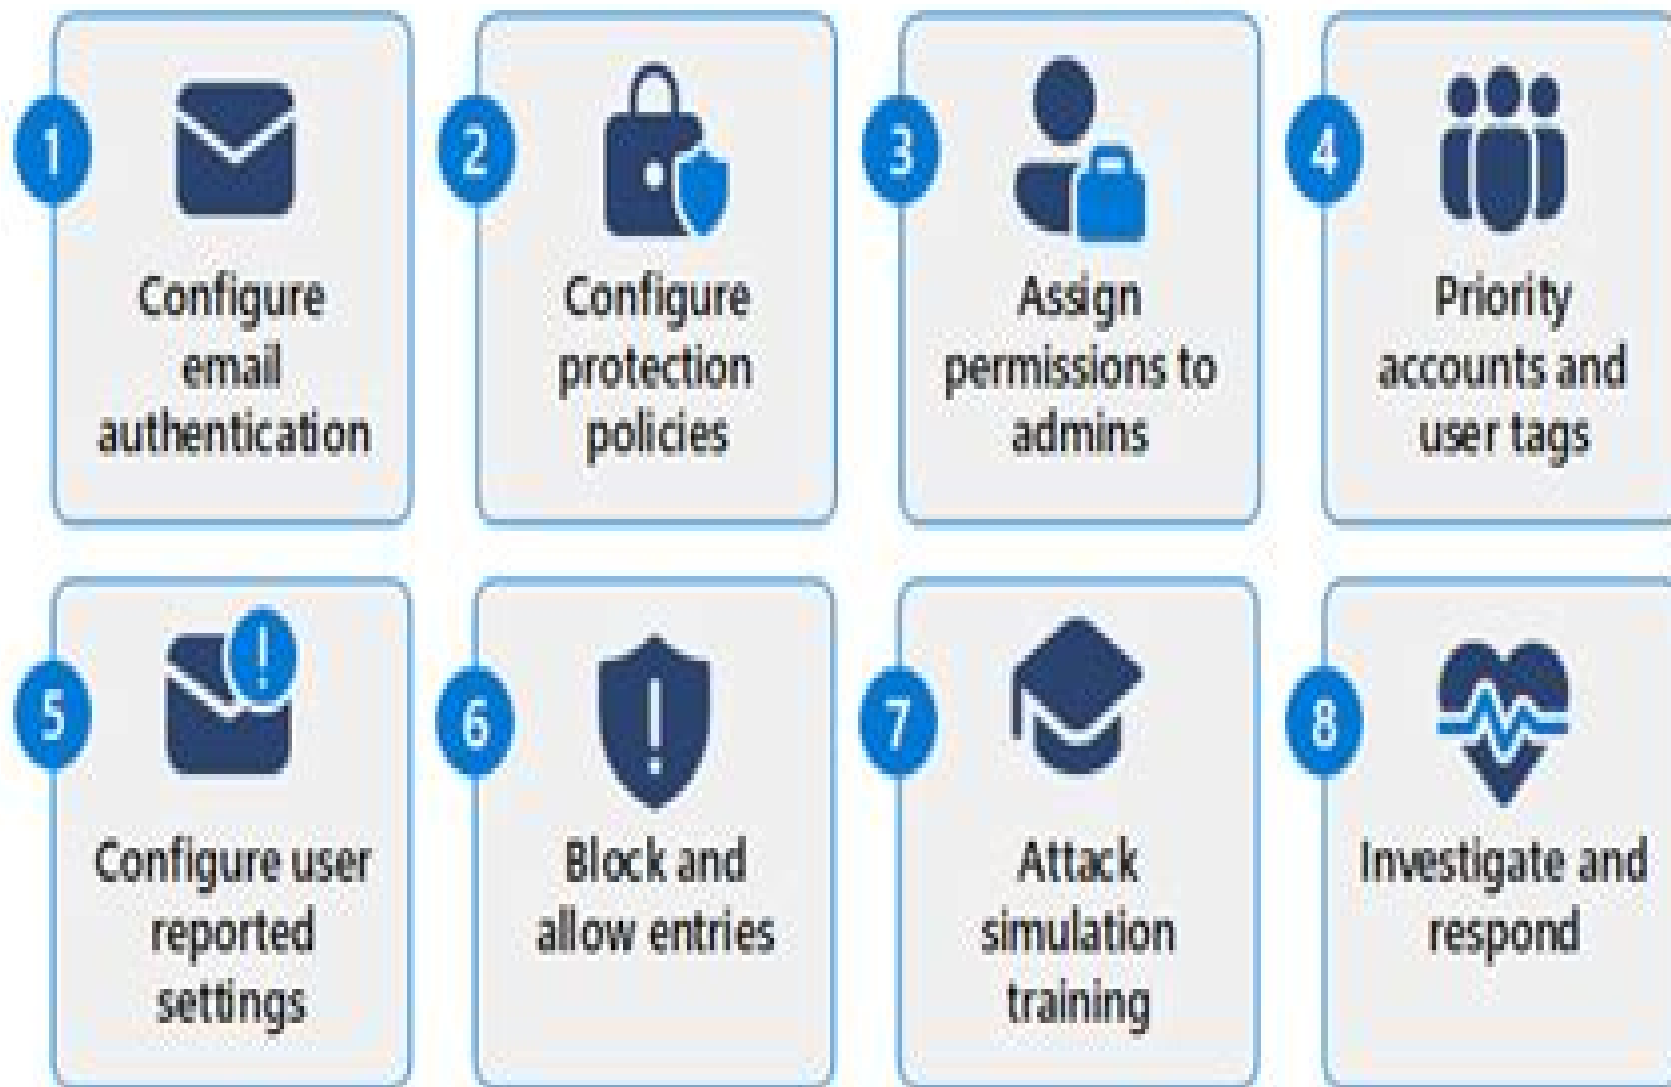 1
Configure
email
authentication
2
Configure
protection
policies
3
Assign
permissions to
admins
4
Priority
accounts and
user tags
5
Configure user
reported
settings
6
Block and
allow entries
7
Attack
simulation
training
8
Investigate and
respond